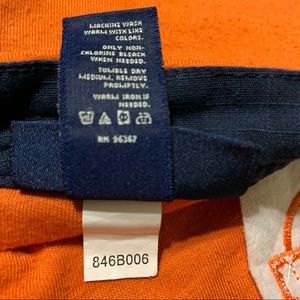 MACHINE WASH
WARM WITH LIKE
COLORS.
ONLY NON-
CHLORINE BLEACH
WHEN NEEDED.
TUMBLE DRY
MEDIUM. REMOVE
PROMPTLY.
WARM IRON IF
NEEDED.
RN 96367
846B006